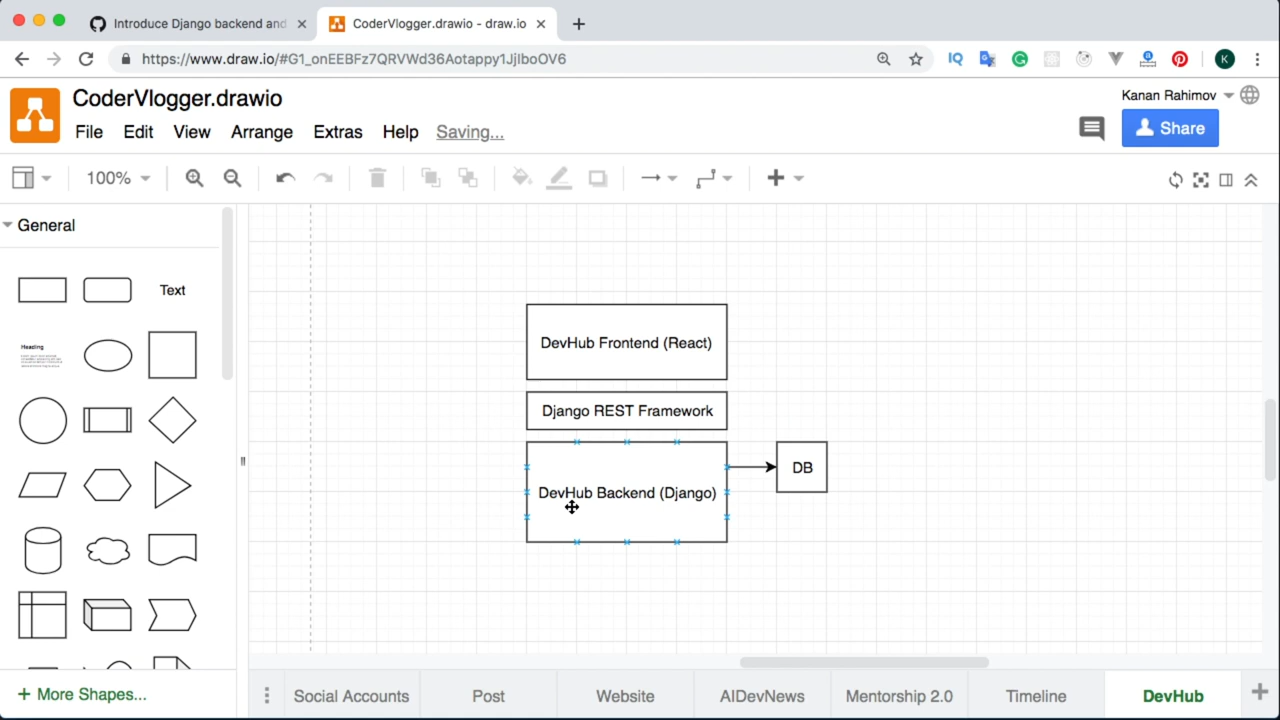 Introduce Django backend and
CoderVlogger.drawio - draw.io
https://www.draw.io/#G1_onEEBFz7QRVWd36Aotappy1JjlboOV6
IQ
K
CoderVlogger.drawio
Kanan Rahimov
File Edit View Arrange Extras Help Saving...
Share
100%
General
Text
Heading
DevHub Frontend (React)
Django REST Framework
DevHub Backend (Django)
DB
+ More Shapes...
Social Accounts Post Website AIDevNews Mentorship 2.0 Timeline DevHub